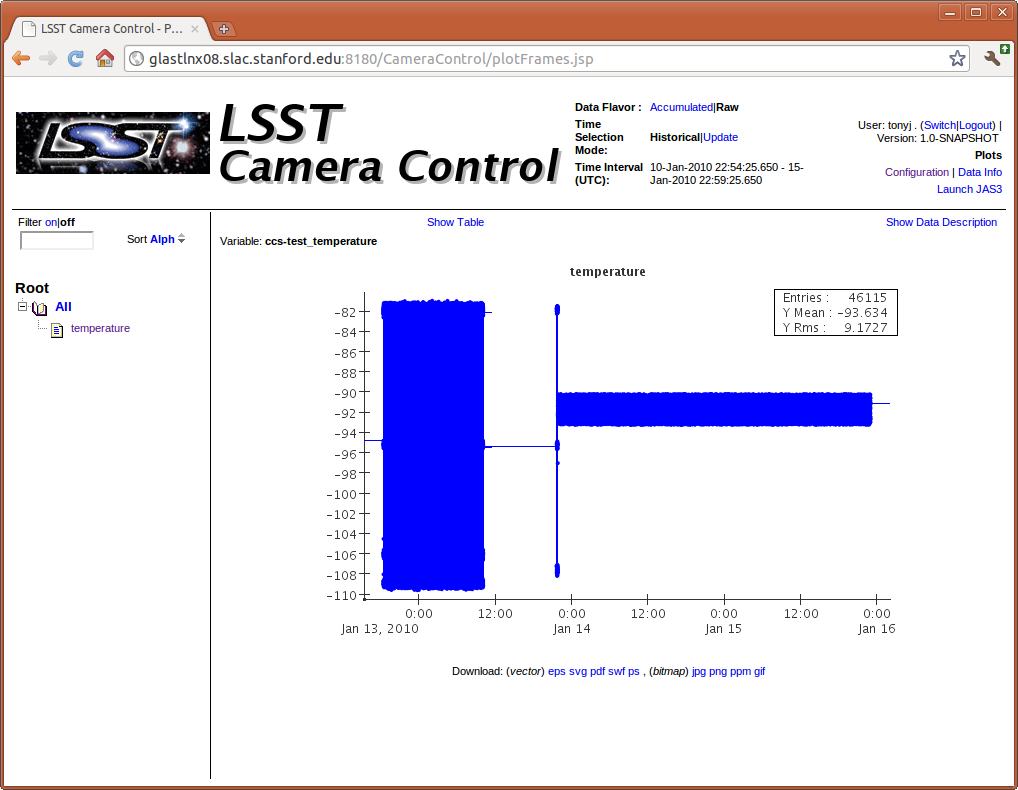 LSST Camera Control - P...
glastlnx08.slac.stanford.edu:8180/CameraControl/plotFrames.jsp
LSST
LSST
Camera Control
Data Flavor : Accumulated|Raw
Time Selection Mode: Historical|Update
Time Interval (UTC): 10-Jan-2010 22:54:25.650 - 15-Jan-2010 22:59:25.650
User: tonyj . (Switch|Logout) |
Version: 1.0-SNAPSHOT
Plots
Configuration | Data Info
Launch JAS3
Filter on|off
Sort Alph
Root
All
temperature
Show Table
Show Data Description
Variable: ccs-test_temperature
temperature
Entries : 46115
Y Mean : -93.634
Y Rms : 9.1727
-82
-84
-86
-88
-90
-92
-94
-96
-98
-100
-102
-104
-106
-108
-110
0:00 12:00 0:00 12:00 0:00 12:00 0:00
Jan 13, 2010 Jan 14 Jan 15 Jan 16
Download: (vector) eps svg pdf swf ps , (bitmap) jpg png ppm gif